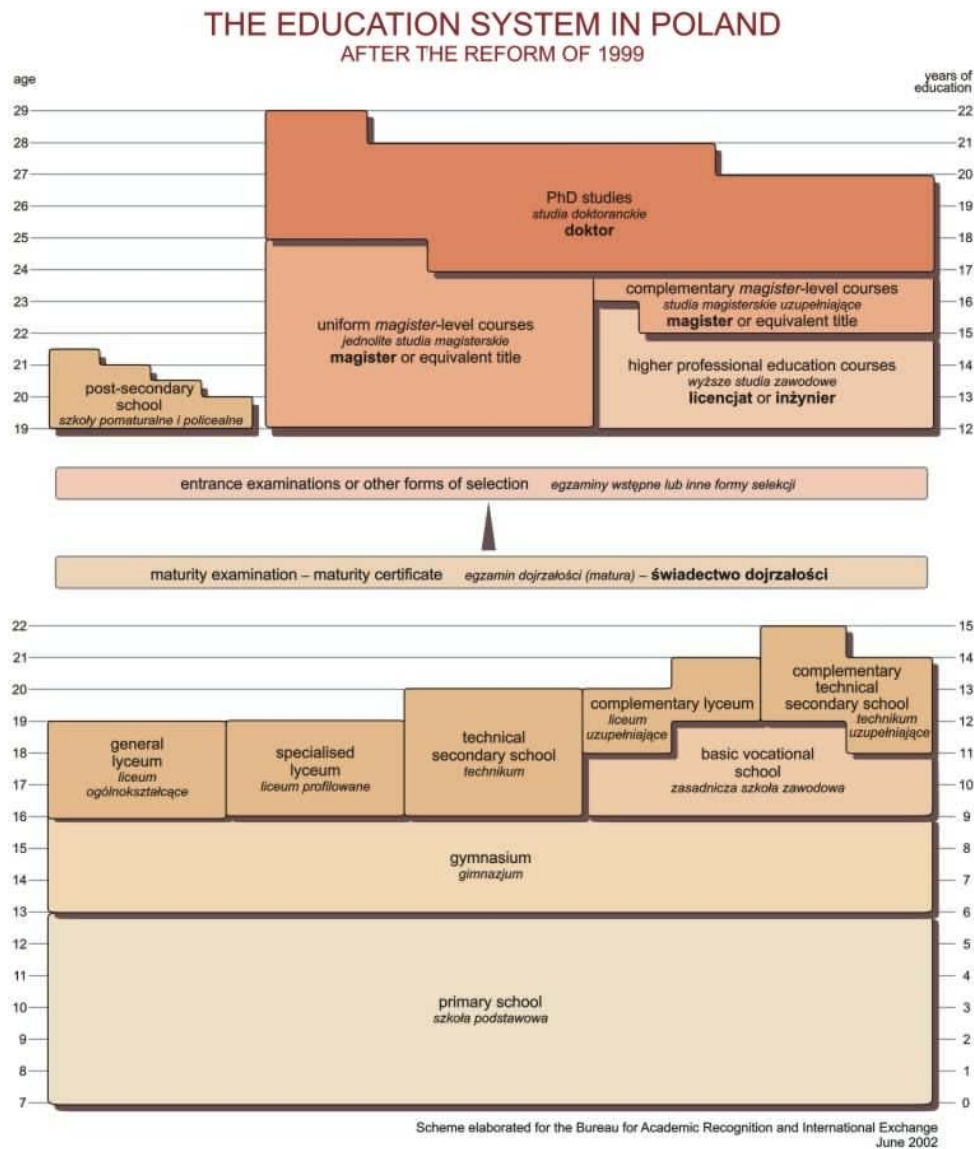 THE EDUCATION SYSTEM IN POLAND
AFTER THE REFORM OF 1999
age
years of
education
29
22
28
21
27
20
26
19
25
18
24
17
23
16
22
15
21
14
20
13
19
12
PhD studies
studia doktoranckie
doktor
uniform magister-level courses
jednolite studia magisterskie
magister or equivalent title
complementary magister-level courses
studia magisterskie uzupełniające
magister or equivalent title
higher professional education courses
wyższe studia zawodowe
licencjat or inżynier
post-secondary
school
szkoły pomaturalne i policealne
entrance examinations or other forms of selection egzaminy wstępne lub inne formy selekcji
maturity examination – maturity certificate egzamin dojrzałości (matura) – świadectwo dojrzałości
22
15
21
14
20
13
19
12
18
11
17
10
16
9
15
8
14
7
13
6
12
5
11
4
10
3
9
2
8
1
7
0
general
lyceum
liceum
ogólnokształcące
specialised
lyceum
liceum profilowane
technical
secondary school
technikum
complementary lyceum
liceum
uzupełniające
complementary
technical
secondary school
technikum
uzupełniające
basic vocational
school
zasadnicza szkoła zawodowa
gymnasium
gimnazjum
primary school
szkoła podstawowa
Scheme elaborated for the Bureau for Academic Recognition and International Exchange
June 2002